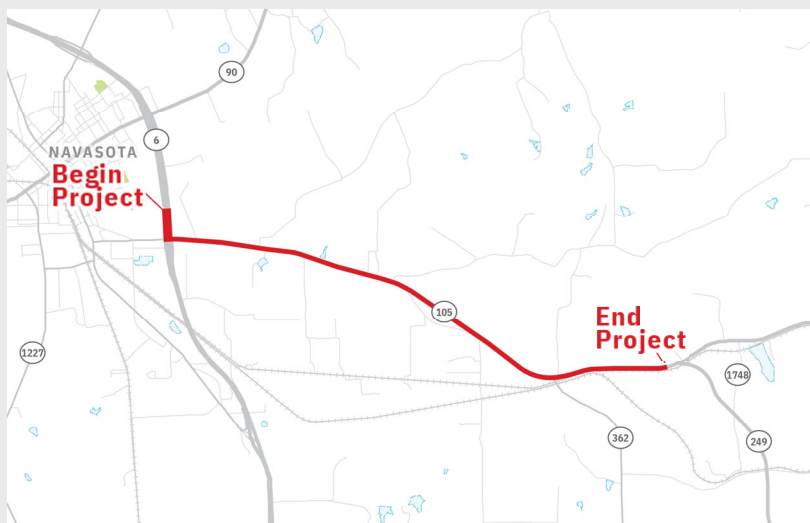 90
6
NAVASOTA
Begin
Project
105
End
Project
1227
1748
362
249